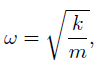 ω = √(k/m),